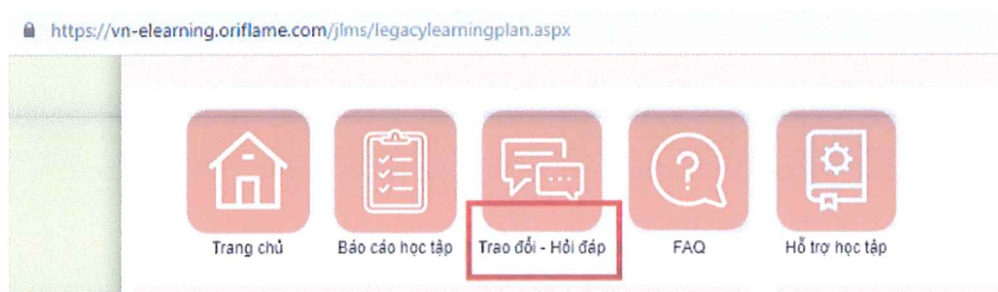 https://vn-elearning.oriflame.com/jlms/legacylearningplan.aspx
Trang chủ Báo cáo học tập Trao đổi - Hỏi đáp FAQ Hỗ trợ học tập